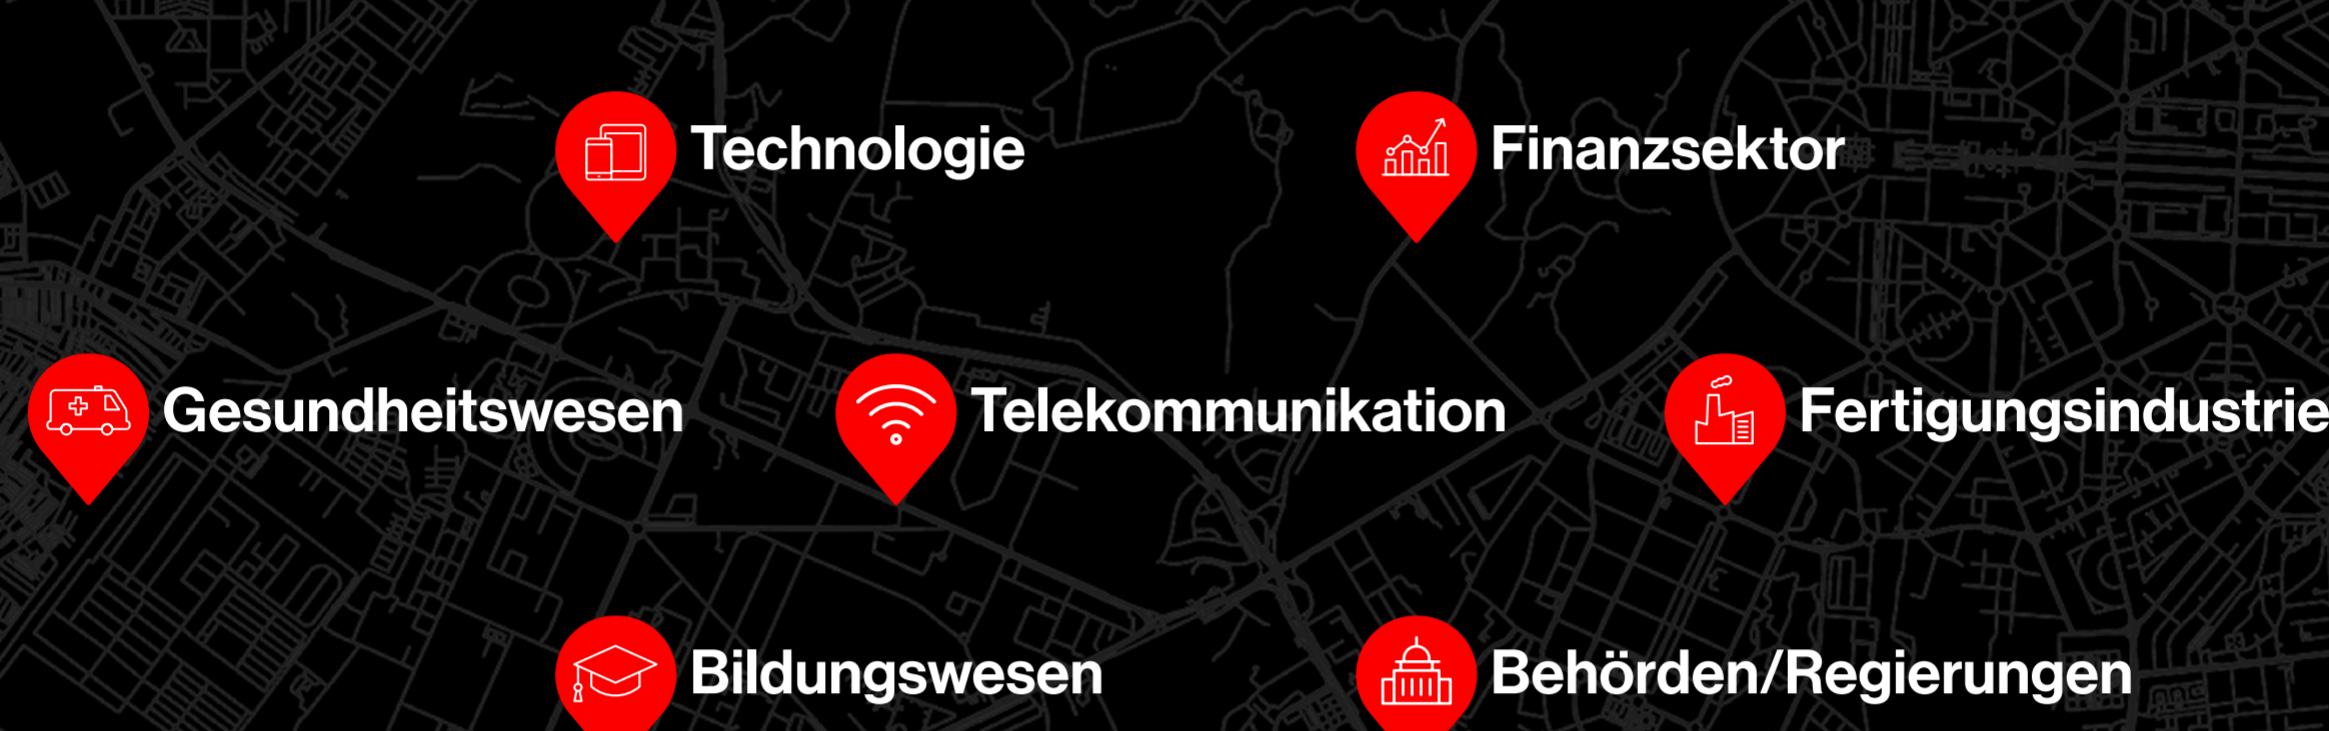 Technologie
Finanzsektor
Gesundheitswesen
Telekommunikation
Fertigungsindustrie
Bildungswesen
Behörden/Regierungen